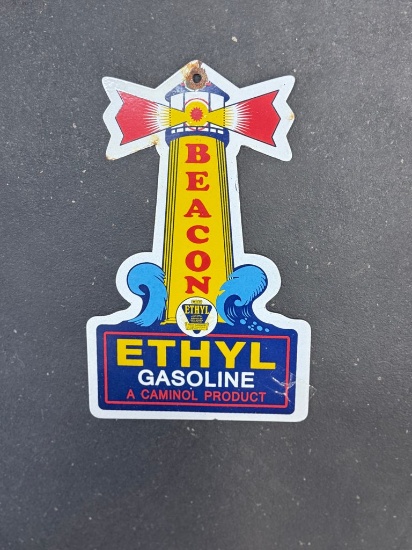 BEACON
ETHYL
ETHYL
GASOLINE
A CAMINOL PRODUCT